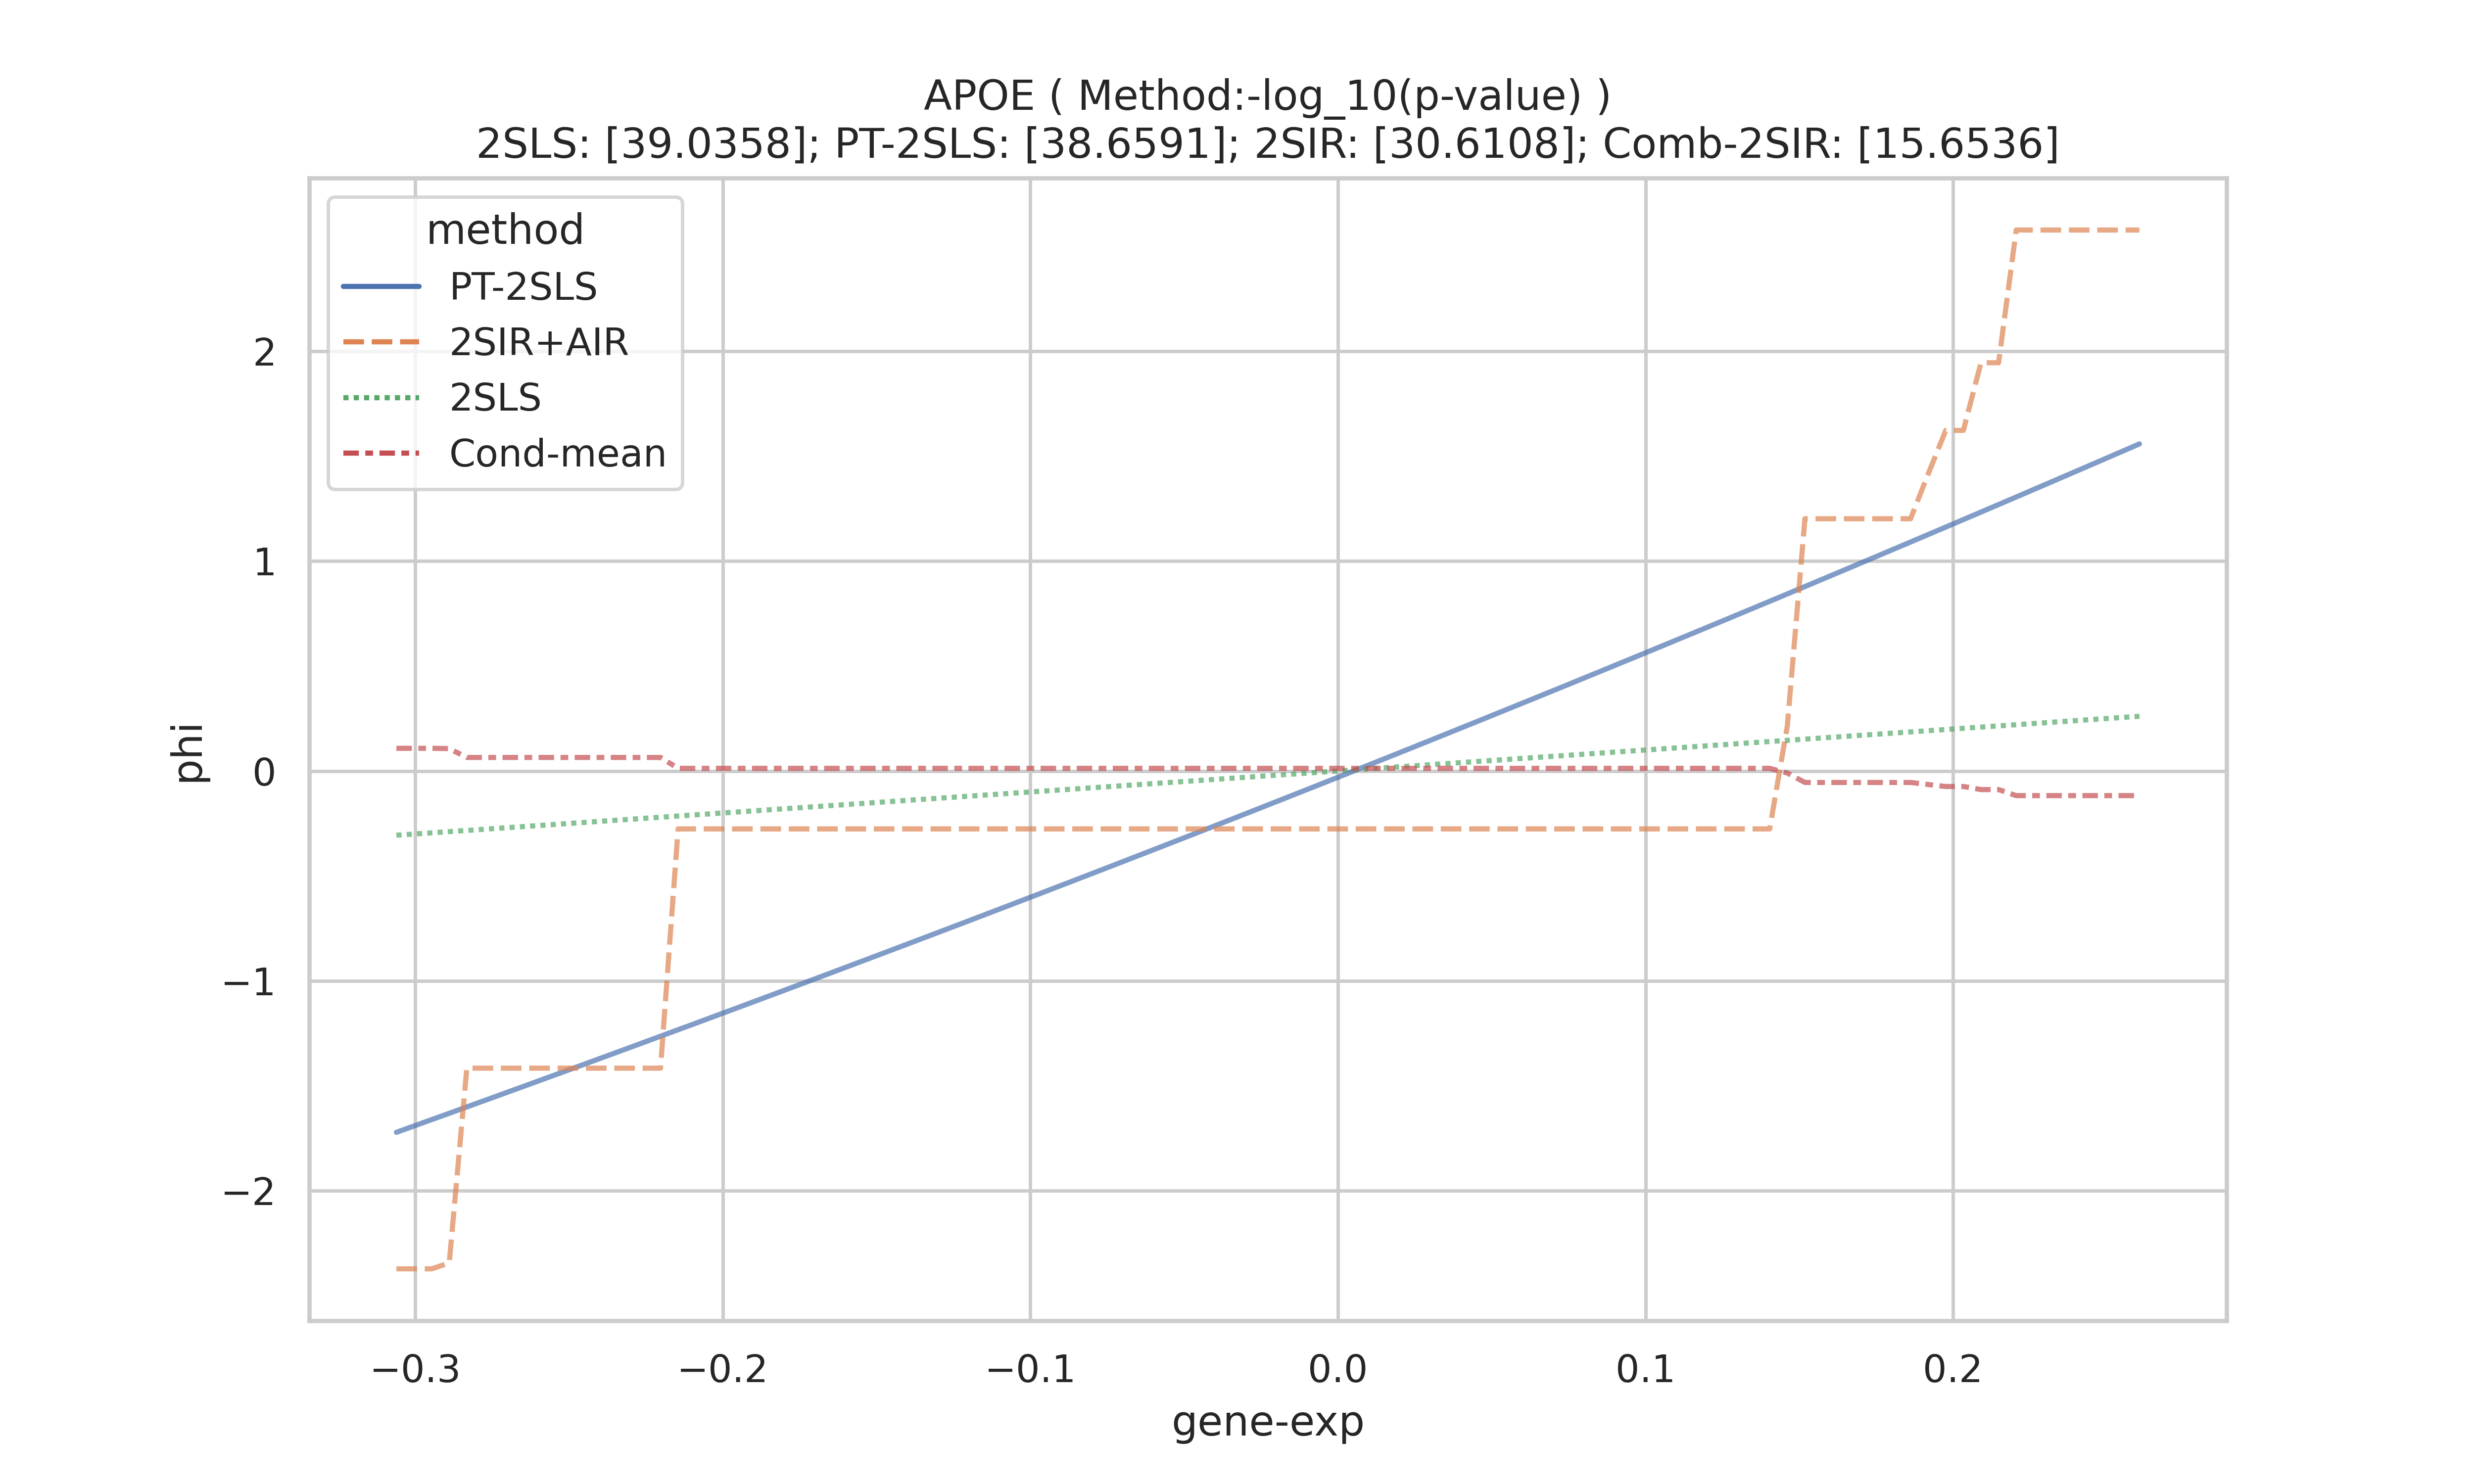 APOE ( Method:-log_10(p-value) )
2SLS: [39.0358]; PT-2SLS: [38.6591]; 2SIR: [30.6108]; Comb-2SIR: [15.6536]
method
PT-2SLS
2SIR+AIR
2SLS
Cond-mean
phi
2
1
0
−1
−2
−0.3
−0.2
−0.1
0.0
0.1
0.2
gene-exp